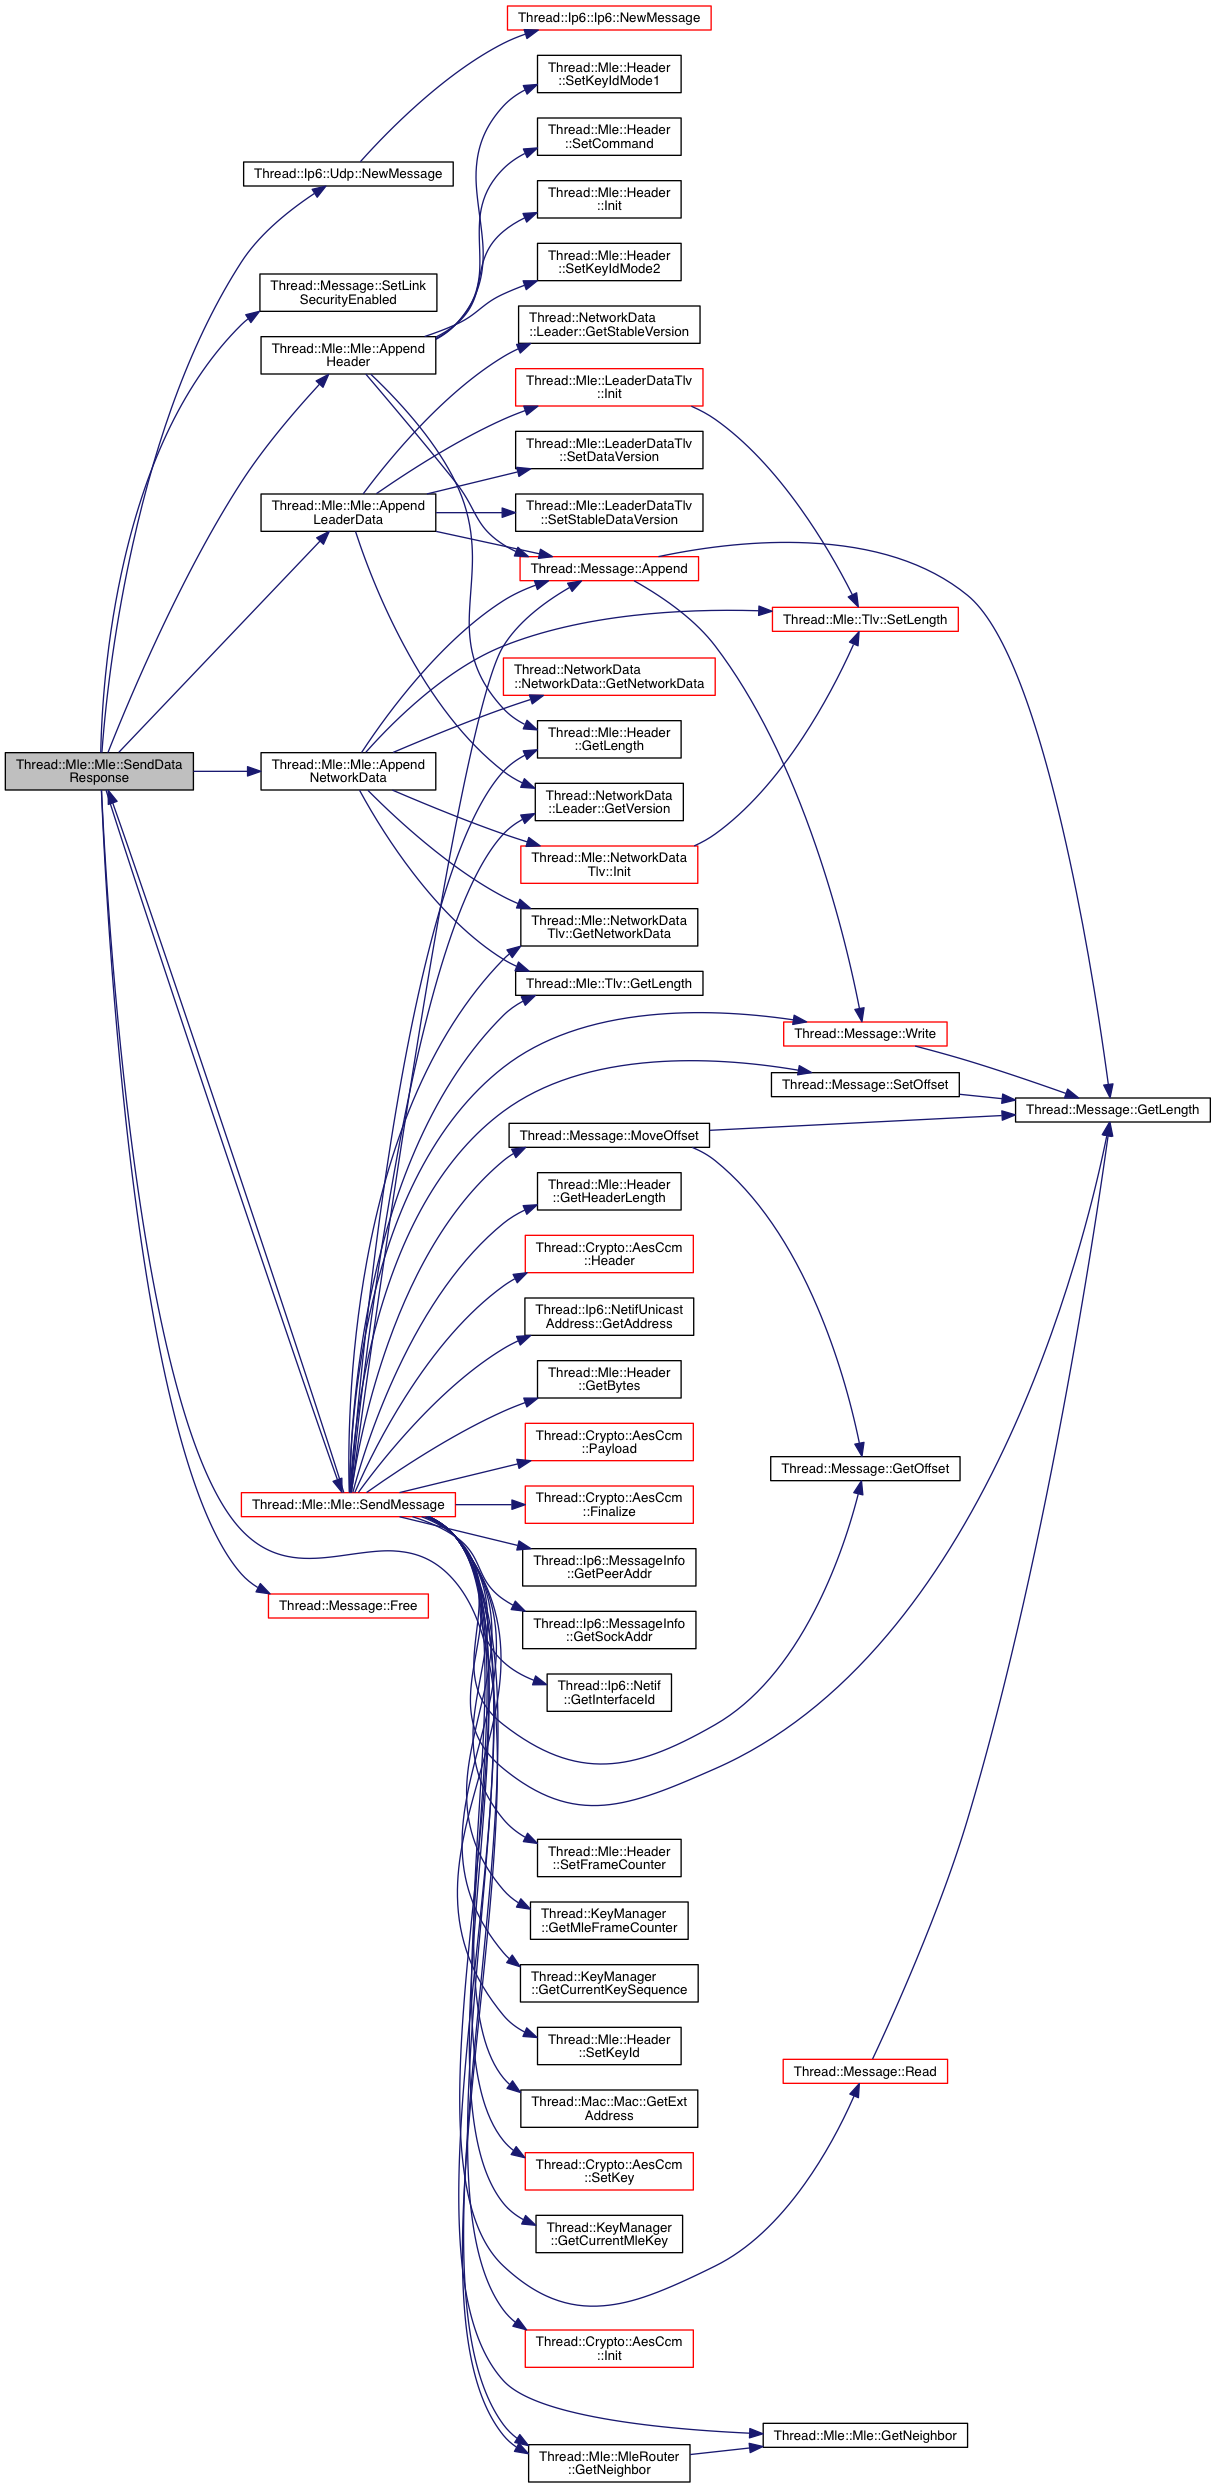 Thread::Ip6::Ip6::NewMessage
Thread::Mle::Header
::SetKeyIdMode1
Thread::Mle::Header
::SetCommand
Thread::Ip6::Udp::NewMessage
Thread::Mle::Header
::Init
Thread::Mle::Header
::SetKeyIdMode2
Thread::Message::SetLink
SecurityEnabled
Thread::NetworkData
::Leader::GetStableVersion
Thread::Mle::Mle::Append
Header
Thread::Mle::LeaderDataTlv
::Init
Thread::Mle::LeaderDataTlv
::SetDataVersion
Thread::Mle::Mle::Append
LeaderData
Thread::Mle::LeaderDataTlv
::SetStableDataVersion
Thread::Message::Append
Thread::Mle::Tlv::SetLength
Thread::NetworkData
::NetworkData::GetNetworkData
Thread::Mle::Header
::GetLength
Thread::Mle::Mle::SendData
Response
Thread::Mle::Mle::Append
NetworkData
Thread::NetworkData
::Leader::GetVersion
Thread::Mle::NetworkData
Tlv::Init
Thread::Mle::NetworkData
Tlv::GetNetworkData
Thread::Mle::Tlv::GetLength
Thread::Message::Write
Thread::Message::SetOffset
Thread::Message::GetLength
Thread::Message::MoveOffset
Thread::Mle::Header
::GetHeaderLength
Thread::Crypto::AesCcm
::Header
Thread::Ip6::NetifUnicast
Address::GetAddress
Thread::Mle::Header
::GetBytes
Thread::Crypto::AesCcm
::Payload
Thread::Message::GetOffset
Thread::Mle::Mle::SendMessage
Thread::Crypto::AesCcm
::Finalize
Thread::Ip6::MessageInfo
::GetPeerAddr
Thread::Message::Free
Thread::Ip6::MessageInfo
::GetSockAddr
Thread::Ip6::Netif
::GetInterfaceId
Thread::Mle::Header
::SetFrameCounter
Thread::KeyManager
::GetMleFrameCounter
Thread::KeyManager
::GetCurrentKeySequence
Thread::Mle::Header
::SetKeyId
Thread::Message::Read
Thread::Mac::Mac::GetExt
Address
Thread::Crypto::AesCcm
::SetKey
Thread::KeyManager
::GetCurrentMleKey
Thread::Crypto::AesCcm
::Init
Thread::Mle::Mle::GetNeighbor
Thread::Mle::MleRouter
::GetNeighbor